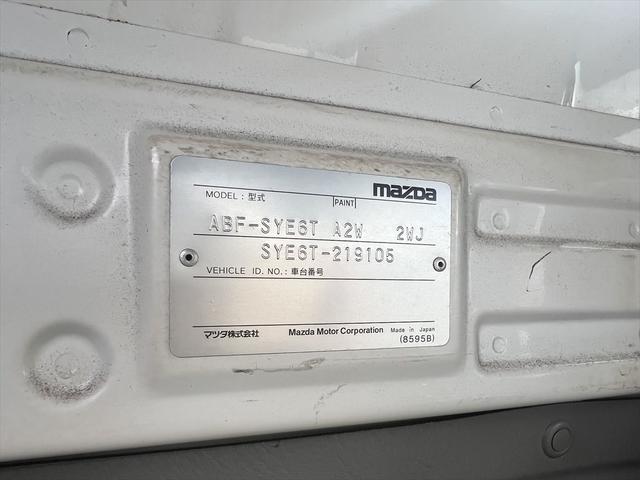 mazda
MODEL : 型式 PAINT
ABF-SYE6T A2W 2WJ
SYE6T-219105
VEHICLE ID. NO. : 車台番号
マツダ株式会社 Mazda Motor Corporation Made in Japan
(8595B)